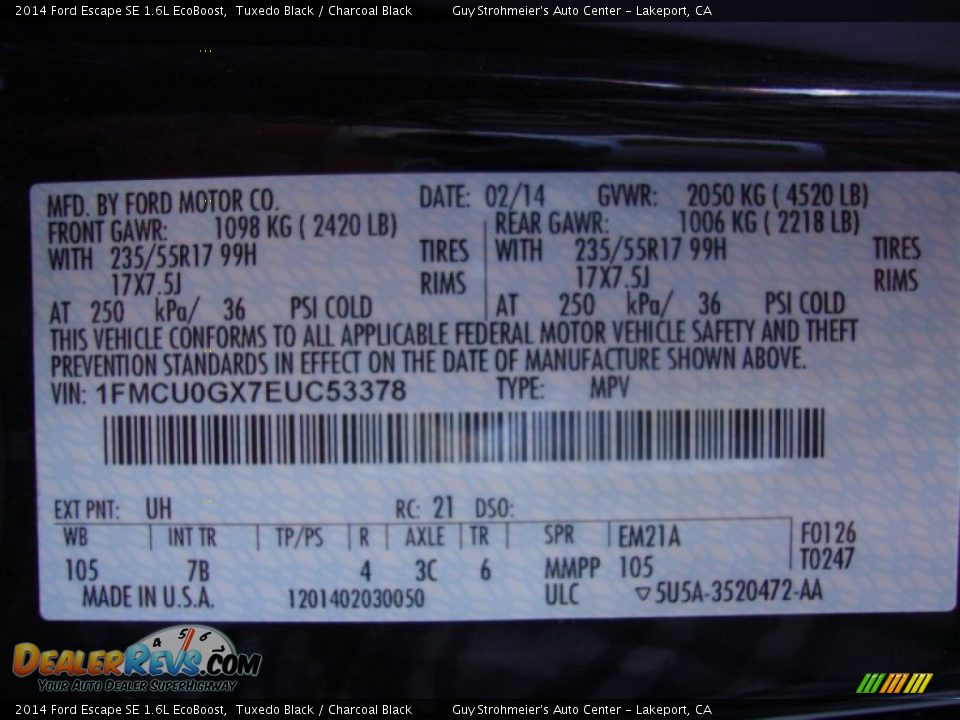 2014 Ford Escape SE 1.6L EcoBoost, Tuxedo Black / Charcoal Black Guy Strohmeier's Auto Center - Lakeport, CA
MFD. BY FORD MOTOR CO. DATE: 02/14 GVWR: 2050 KG ( 4520 LB)
FRONT GAWR: 1098 KG ( 2420 LB) REAR GAWR: 1006 KG ( 2218 LB)
WITH 235/55R17 99H TIRES WITH 235/55R17 99H TIRES
17X7.5J RIMS 17X7.5J RIMS
AT 250 kPa/ 36 PSI COLD AT 250 kPa/ 36 PSI COLD
THIS VEHICLE CONFORMS TO ALL APPLICABLE FEDERAL MOTOR VEHICLE SAFETY AND THEFT
PREVENTION STANDARDS IN EFFECT ON THE DATE OF MANUFACTURE SHOWN ABOVE.
VIN: 1FMCU0GX7EUC53378 TYPE: MPV
EXT PNT: UH RC: 21 DSO:
WB INT TR TP/PS R AXLE TR SPR EM21A F0126
T0247
105 7B 4 3C 6 MMPP 105
MADE IN U.S.A. 1201402030050 ULC ▽5U5A-3520472-AA
4 5 6
DEALERREVS.COM
YOUR AUTO DEALER SUPERHIGHWAY
2014 Ford Escape SE 1.6L EcoBoost, Tuxedo Black / Charcoal Black Guy Strohmeier's Auto Center - Lakeport, CA